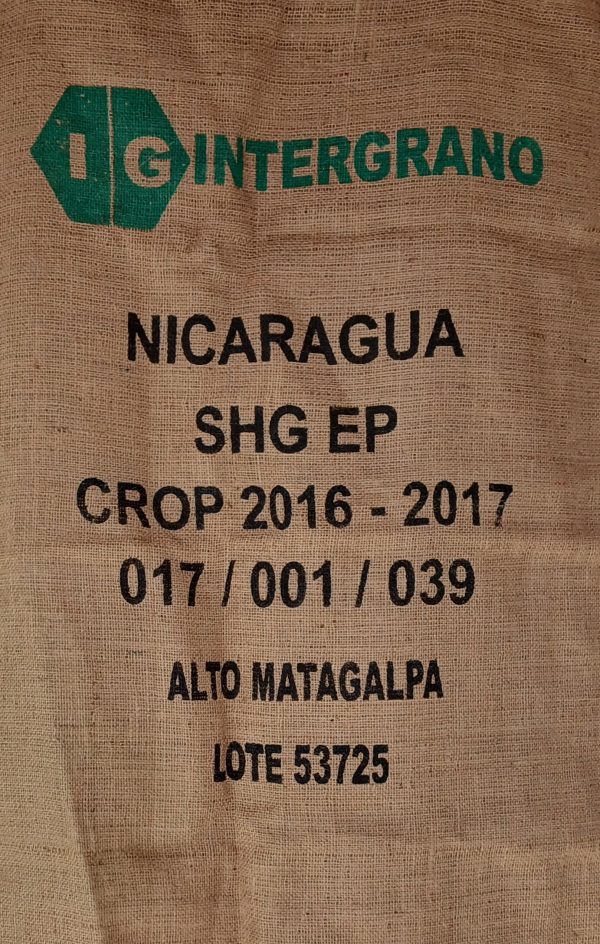 IG INTERGRANO
NICARAGUA
SHG EP
CROP 2016 - 2017
017 / 001 / 039
ALTO MATAGALPA
LOTE 53725